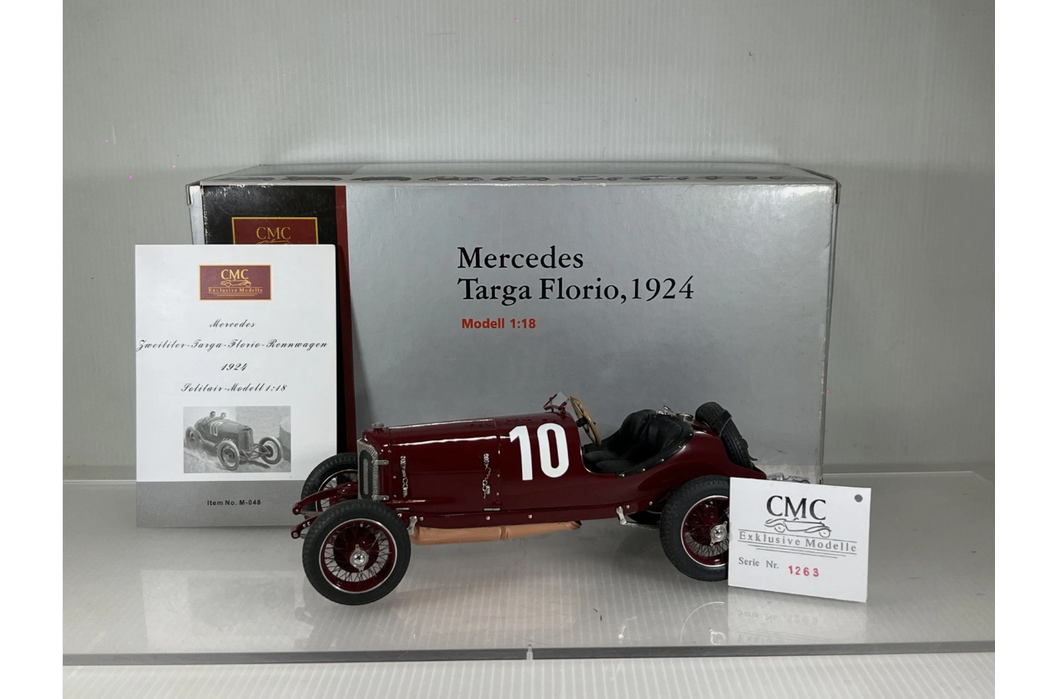 CMC
Mercedes
Targa Florio, 1924
Modell 1:18
CMC
Exklusive Modelle
Mercedes
Zweiliter-Targa-Florio-Rennwagen
1924
Solitair-Modell 1:18
Item No. M-048
10
CMC
Exklusive Modelle
Serie Nr. 1263